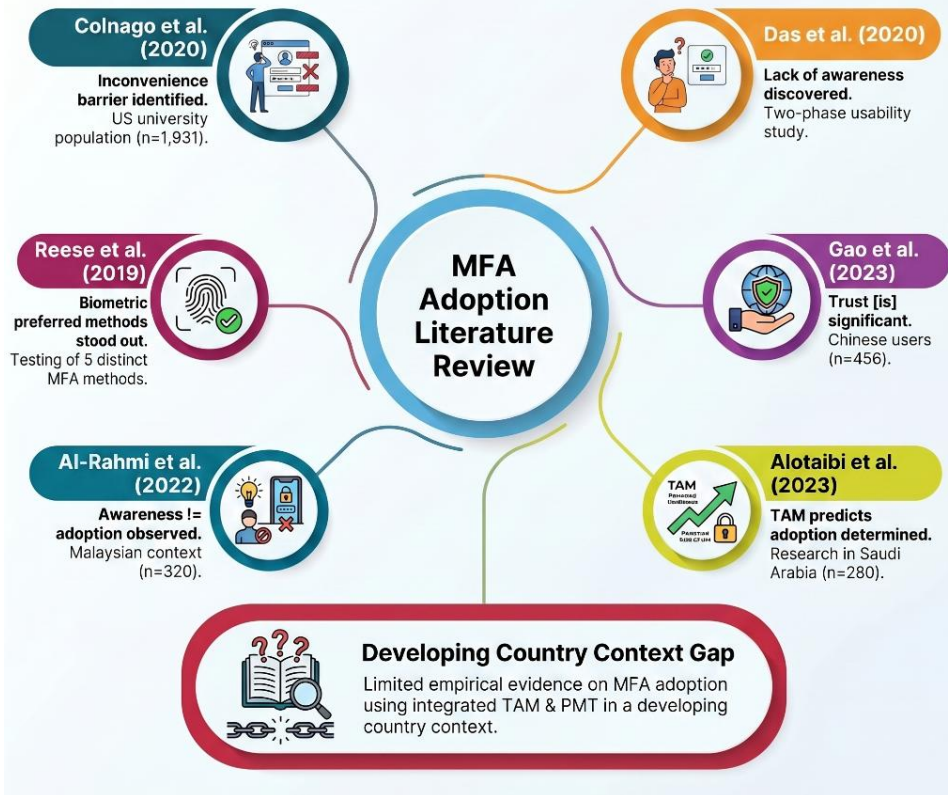 Colnago et al.
(2020)
Inconvenience
barrier identified.
US university
population (n=1,931).
Das et al. (2020)
Lack of awareness
discovered.
Two-phase usability
study.
MFA
Adoption
Literature
Review
Reese et al.
(2019)
Biometric
preferred methods
stood out.
Testing of 5 distinct
MFA methods.
Gao et al.
(2023)
Trust [is]
significant.
Chinese users
(n=456).
Al-Rahmi et al.
(2022)
Awareness !=
adoption observed.
Malaysian context
(n=320).
TAM
Alotaibi et al.
(2023)
TAM predicts
adoption determined.
Research in Saudi
Arabia (n=280).
???
Developing Country Context Gap
Limited empirical evidence on MFA adoption
using integrated TAM & PMT in a developing
country context.